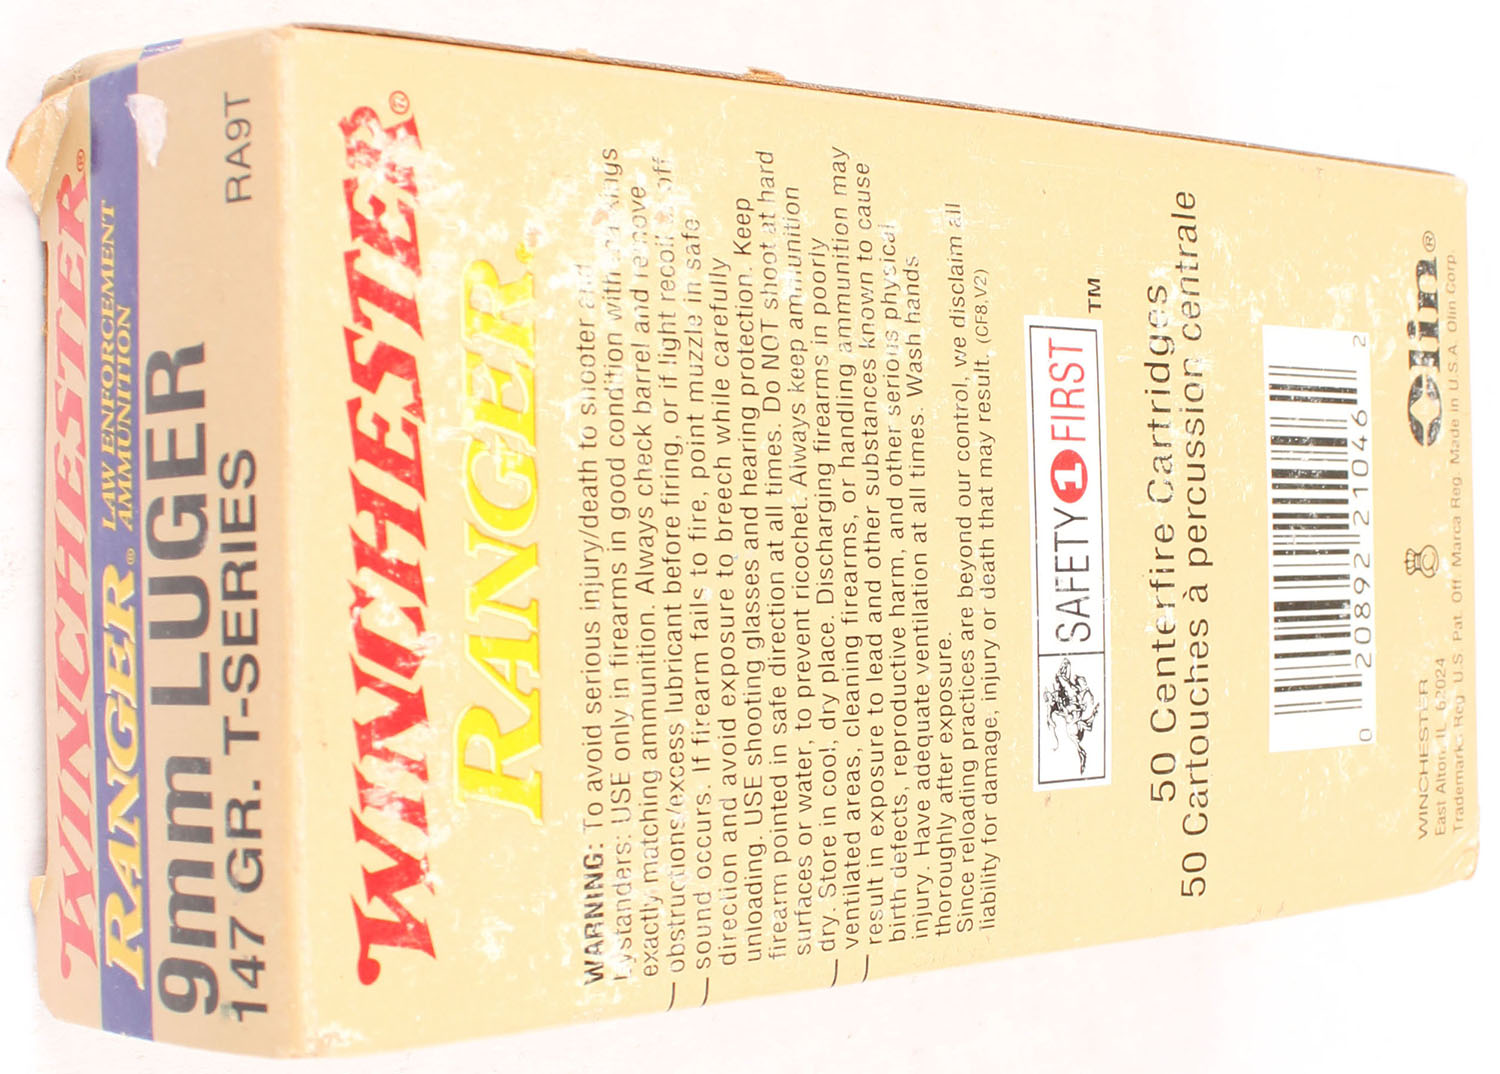 WINCHESTER®
RANGER® LAW ENFORCEMENT
AMMUNITION
9mm LUGER
147 GR. T-SERIES
RA9T
WINCHESTER®
RANGER
WARNING: To avoid serious injury/death to shooter and
bystanders: USE only in firearms in good condition with
exactly matching ammunition. Always check barrel and remove
obstructions/excess lubricant before firing, or if light recoil off
sound occurs. If firearm fails to fire, point muzzle in safe
direction and avoid exposure to breech while carefully
unloading. USE shooting glasses and hearing protection. Keep
firearm pointed in safe direction at all times. Do NOT shoot at hard
surfaces or water, to prevent ricochet. Always keep ammunition
dry. Store in cool, dry place. Discharging firearms in poorly
ventilated areas, cleaning firearms, or handling ammunition may
result in exposure to lead and other substances known to cause
birth defects, reproductive harm, and other serious physical
injury. Have adequate ventilation at all times. Wash hands
thoroughly after exposure.
Since reloading practices are beyond our control, we disclaim all
liability for damage, injury or death that may result. (CF8,V2)
SAFETY 1 FIRST TM
50 Centerfire Cartridges
50 Cartouches à percussion centrale
0 20892 21046 2
Olin®
WINCHESTER
East Alton, IL 62024
Trademarks Reg. U.S. Pat. Off. Marca Reg. Made in U.S.A. Olin Corp.